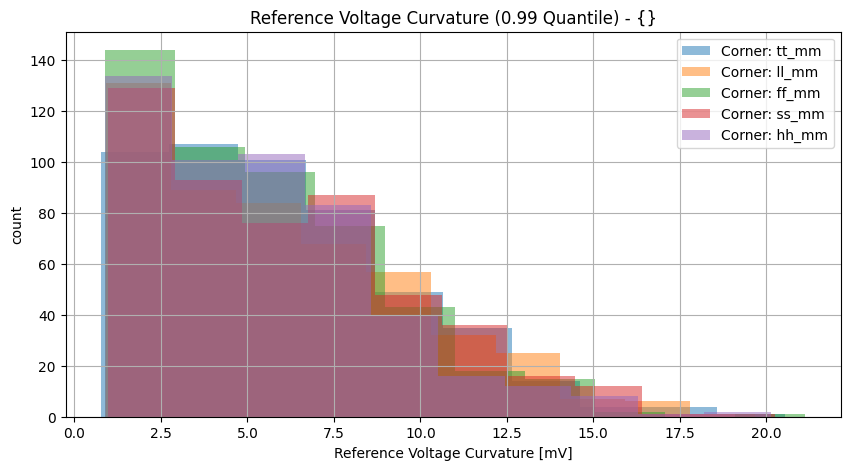 Reference Voltage Curvature (0.99 Quantile) - {}
Corner: tt_mm
Corner: ll_mm
Corner: ff_mm
Corner: ss_mm
Corner: hh_mm
140
120
100
80
60
40
20
0
count
0.0 2.5 5.0 7.5 10.0 12.5 15.0 17.5 20.0
Reference Voltage Curvature [mV]